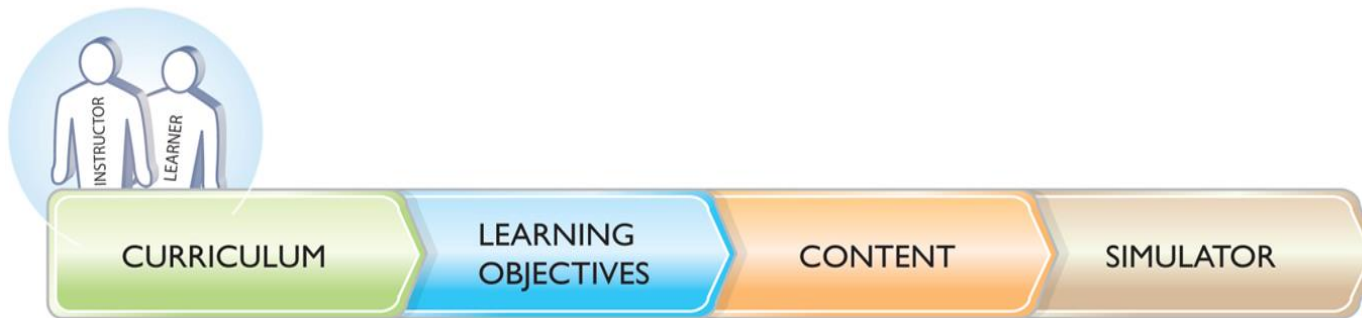 INSTRUCTOR
LEARNER
CURRICULUM
LEARNING
OBJECTIVES
CONTENT
SIMULATOR